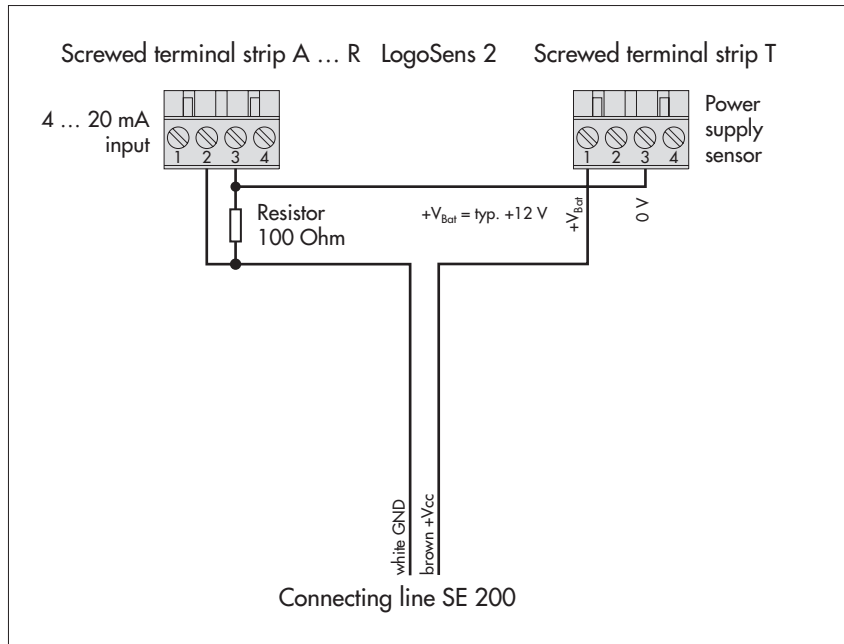 Screwed terminal strip A … R LogoSens 2 Screwed terminal strip T
4 … 20 mA
input
1 2 3 4
1 2 3 4
Power
supply
sensor
Resistor
100 Ohm
+VBat = typ. +12 V
+VBat
0 V
white GND
brown +Vcc
Connecting line SE 200